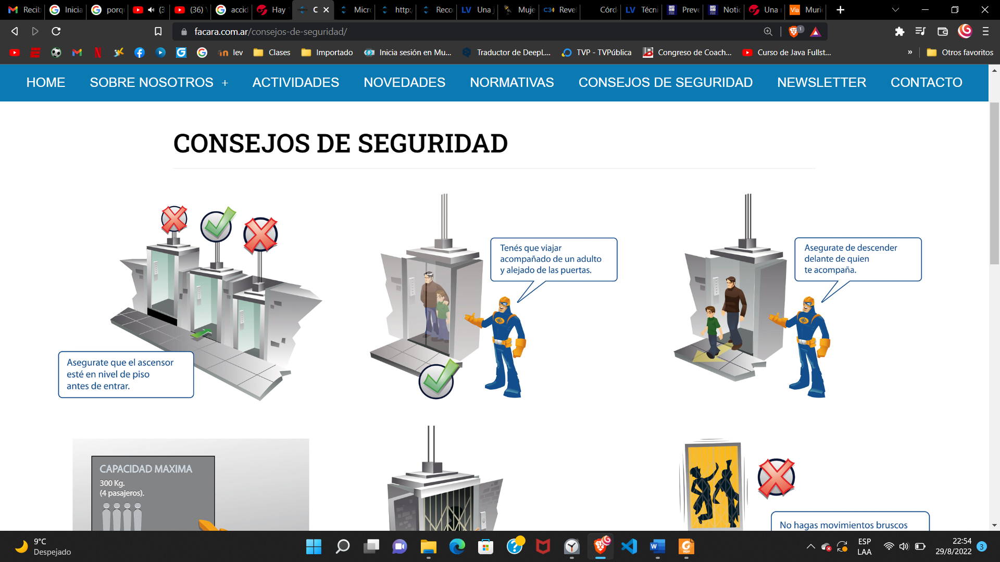 Recib
Inicia
porq
(3
(36) Y
accid
Hay
C
Micro
http:/
Reco
LV Una j
Muje
C3 Reve
Córd
LV Técni
Preve
Notic
Una
Vía Muri
facara.com.ar/consejos-de-seguridad/
1
lev
Clases
Importado
Inicia sesión en Mu...
Traductor de DeepL...
TVP - TVPública
Congreso de Coach...
Curso de Java Fullst...
»
Otros favoritos
HOME
SOBRE NOSOTROS +
ACTIVIDADES
NOVEDADES
NORMATIVAS
CONSEJOS DE SEGURIDAD
NEWSLETTER
CONTACTO
CONSEJOS DE SEGURIDAD
Asegurate que el ascensor
esté en nivel de piso
antes de entrar.
Tenés que viajar
acompañado de un adulto
y alejado de las puertas.
Asegurate de descender
delante de quien
te acompaña.
CAPACIDAD MAXIMA
300 Kg.
(4 pasajeros).
No hagas movimientos bruscos
9°C
Despejado
ESP
LAA
22:54
29/8/2022
3